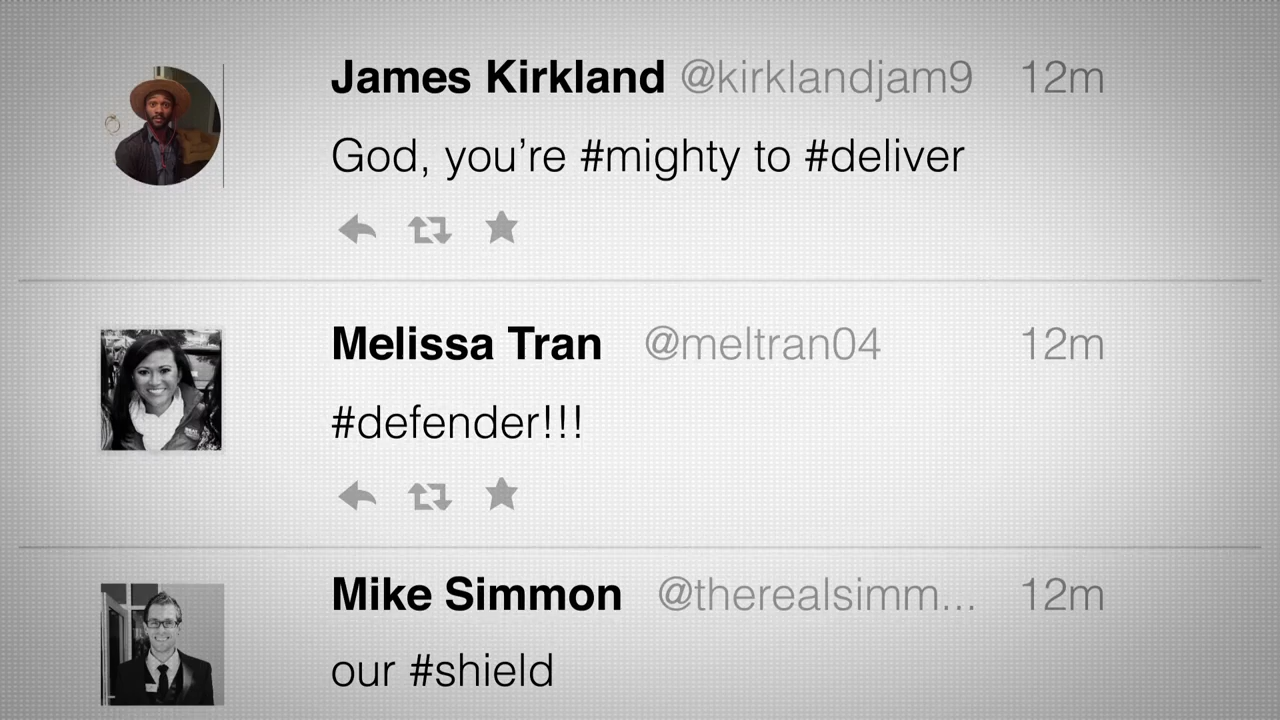 James Kirkland @kirklandjam9 12m
God, you’re #mighty to #deliver
Melissa Tran @meltran04 12m
#defender!!!
Mike Simmon @therealsimm... 12m
our #shield